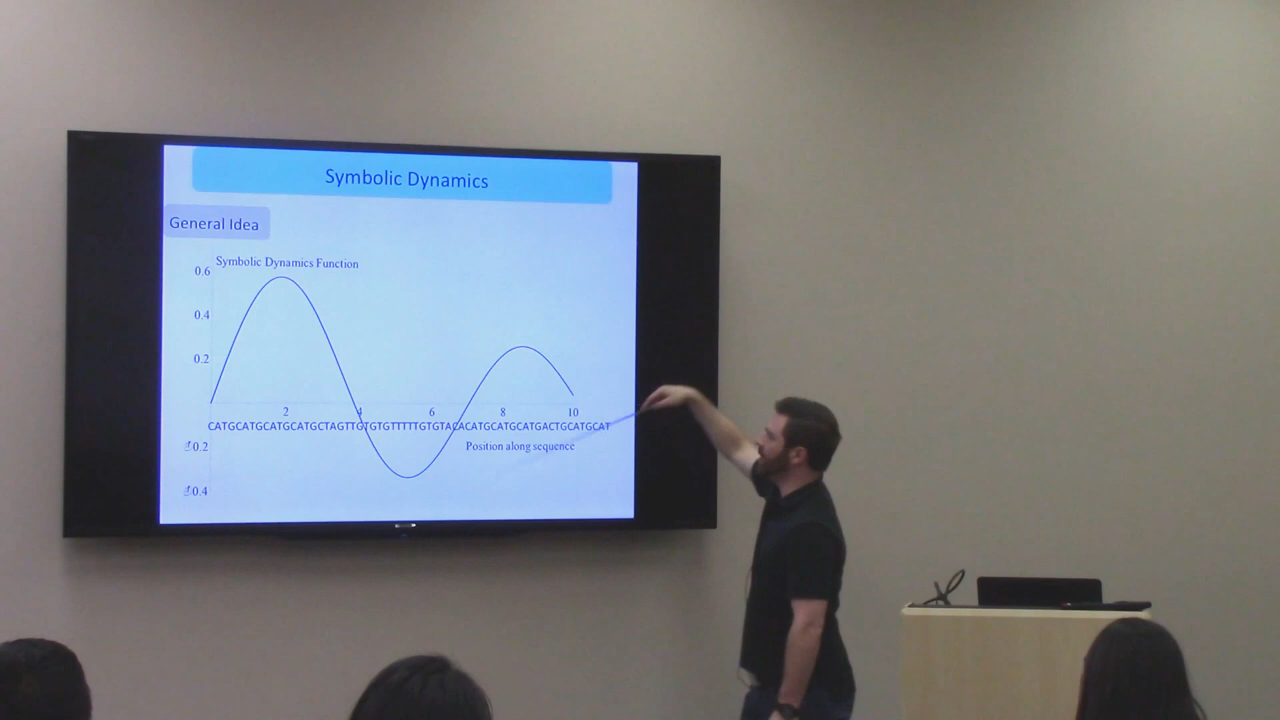 Symbolic Dynamics
General Idea
Symbolic Dynamics Function
0.6
0.4
0.2
2 4 6 8 10
CATGCATGCATGCATGCTAGTTGTGTGTTTTTGTGTACACATGCATGCATGACTGCATGCAT
0.2
Position along sequence
0.4